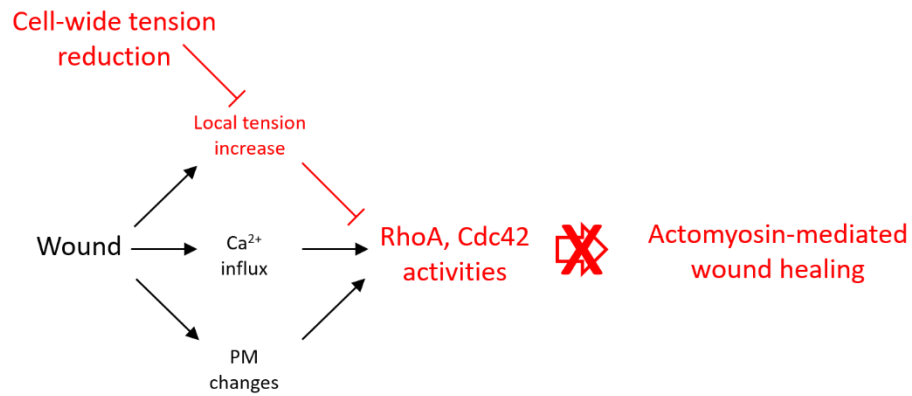 Cell-wide tension
reduction
Local tension
increase
Wound
Ca²⁺
influx
RhoA, Cdc42
activities
X
Actomyosin-mediated
wound healing
PM
changes